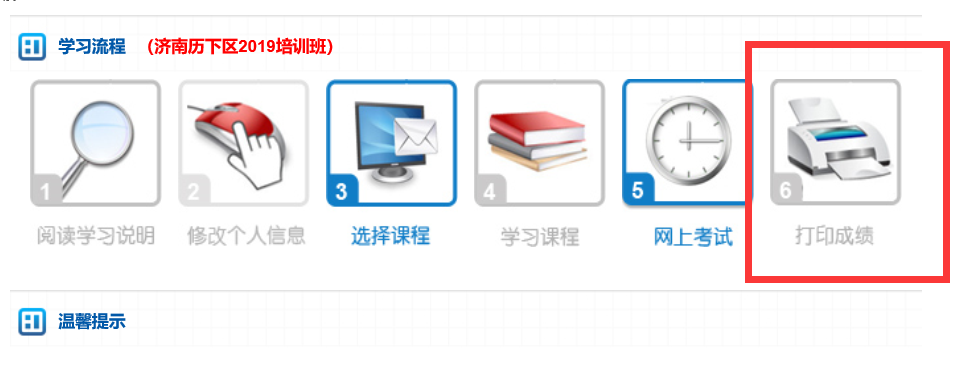 学习流程 （济南历下区2019培训班）
1 2 3 4 5 6
阅读学习说明 修改个人信息 选择课程 学习课程 网上考试 打印成绩
温馨提示